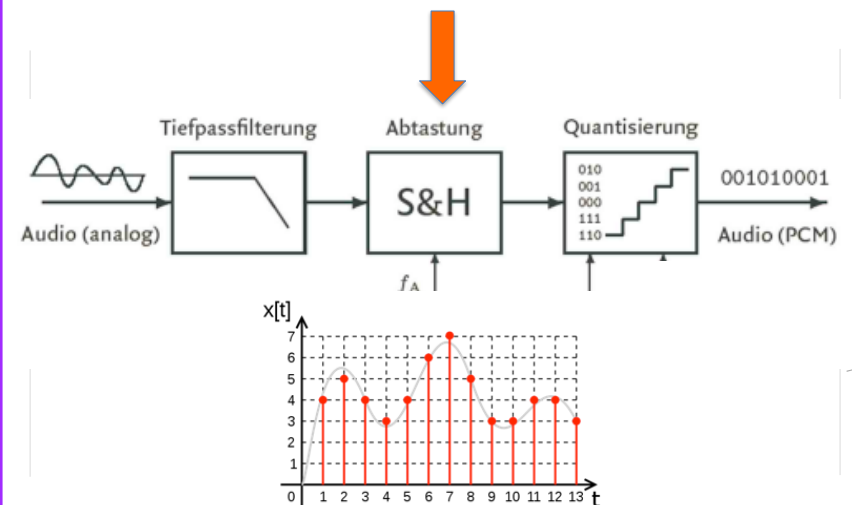 Tiefpassfilterung Abtastung Quantisierung
010
001
000
111
110
S&H
001010001
Audio (analog)
Audio (PCM)
fA
x[t]
7
6
5
4
3
2
1
0 1 2 3 4 5 6 7 8 9 10 11 12 13 t